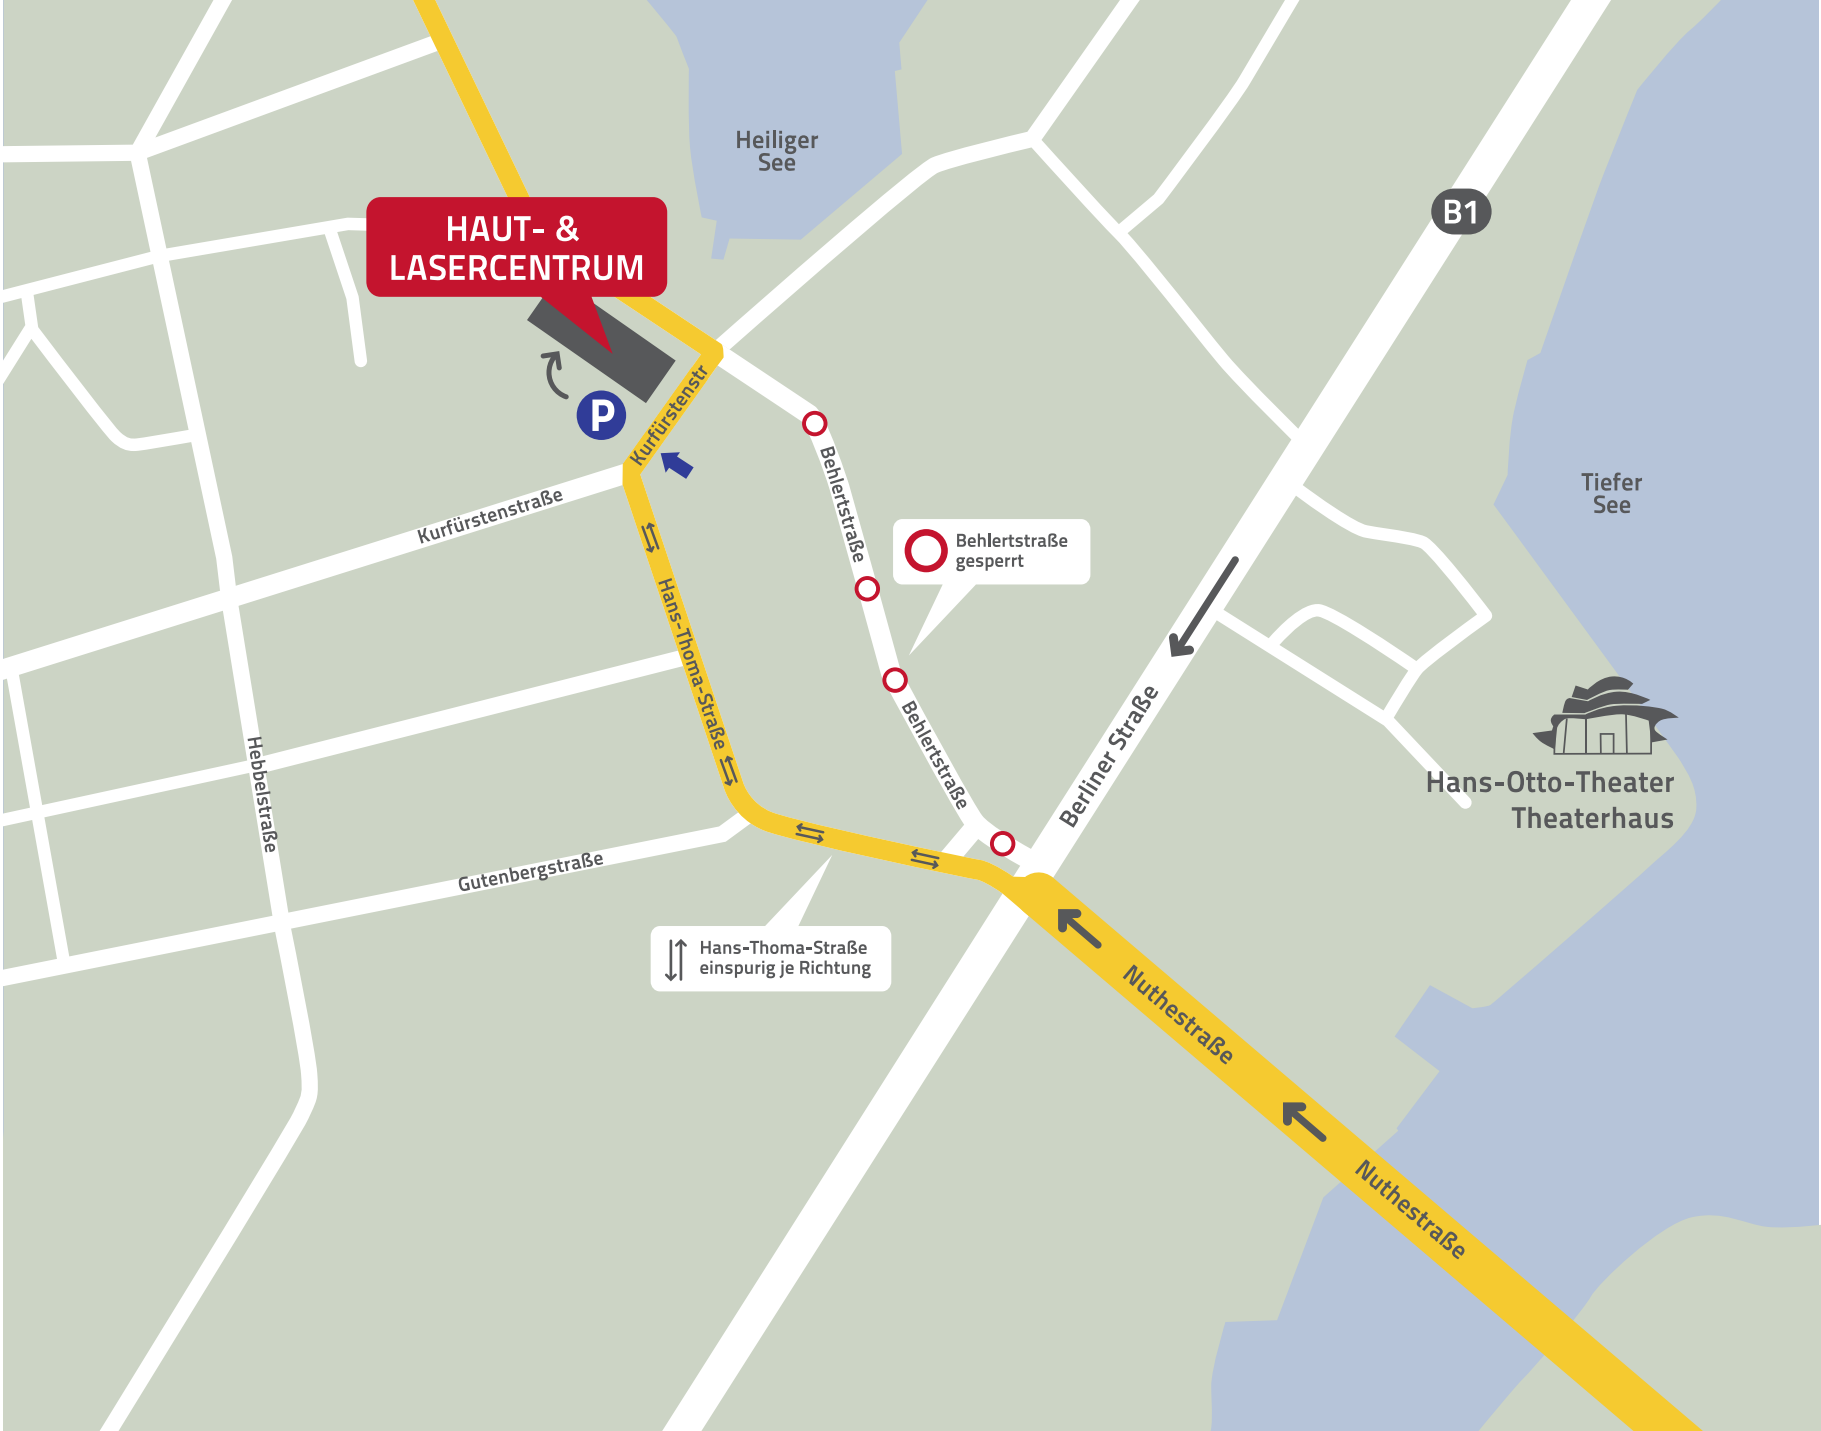 Heiliger
See
B1
HAUT- &
LASERCENTRUM
P
Kurfürstenstr
Kurfürstenstraße
Behlertstraße
Behlertstraße
gesperrt
Tiefer
See
Hans-Thoma-Straße
Behlertstraße
Berliner Straße
Hebbelstraße
Hans-Otto-Theater
Theaterhaus
Gutenbergstraße
Hans-Thoma-Straße
einspurig je Richtung
Nuthestraße
Nuthestraße